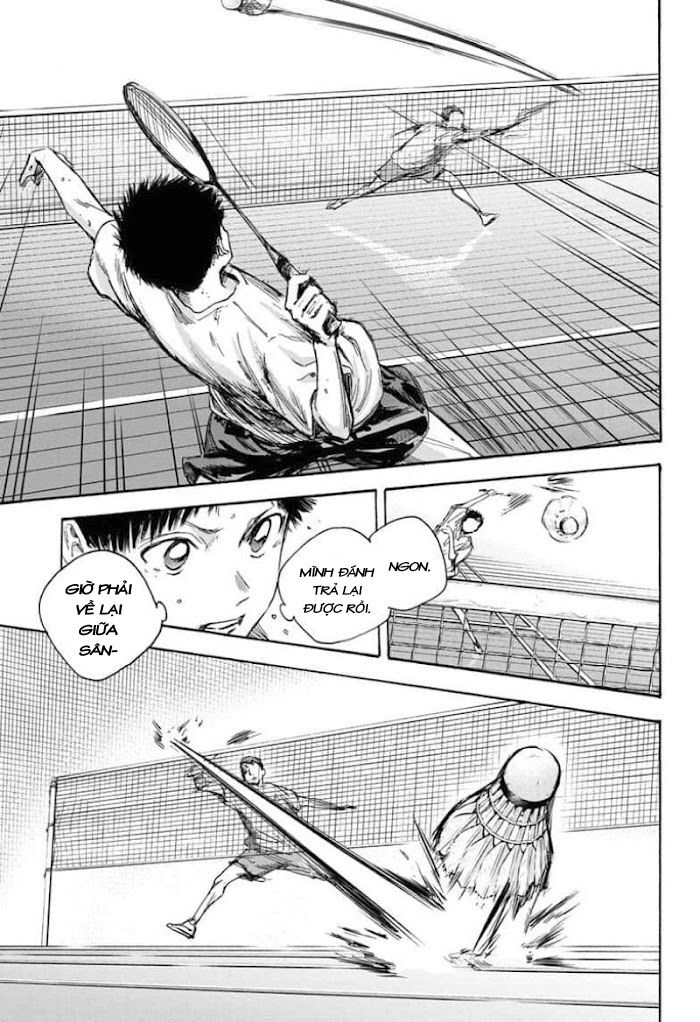 NGON.
MÌNH ĐÁNH
TRẢ LẠI
ĐƯỢC RỒI.
GIỜ PHẢI
VỀ LẠI
GIỮA
SÂN-